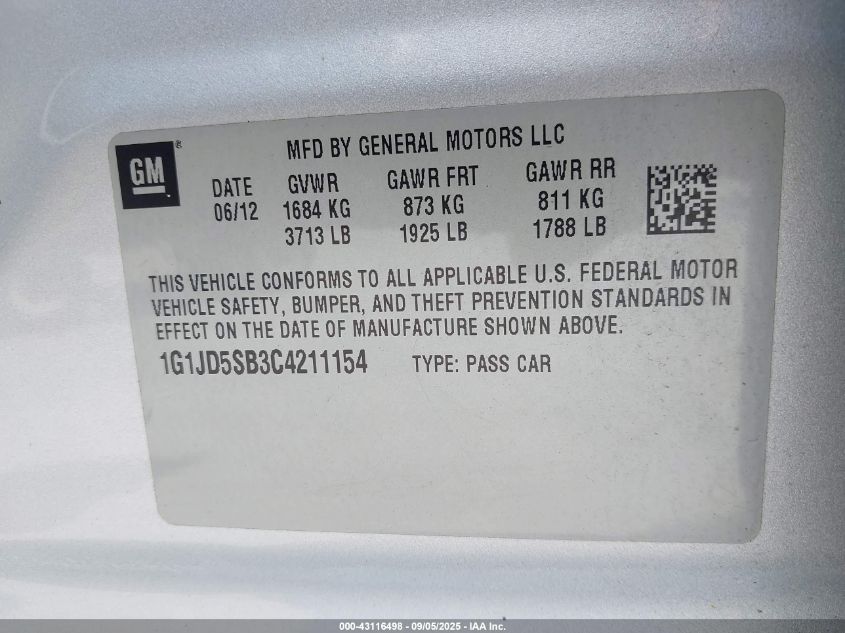 GM ®
MFD BY GENERAL MOTORS LLC
DATE GVWR GAWR FRT GAWR RR
06/12 1684 KG 873 KG 811 KG
3713 LB 1925 LB 1788 LB
THIS VEHICLE CONFORMS TO ALL APPLICABLE U.S. FEDERAL MOTOR
VEHICLE SAFETY, BUMPER, AND THEFT PREVENTION STANDARDS IN
EFFECT ON THE DATE OF MANUFACTURE SHOWN ABOVE.
1G1JD5SB3C4211154 TYPE: PASS CAR
000-43116498 - 09/05/2025 - IAA Inc.